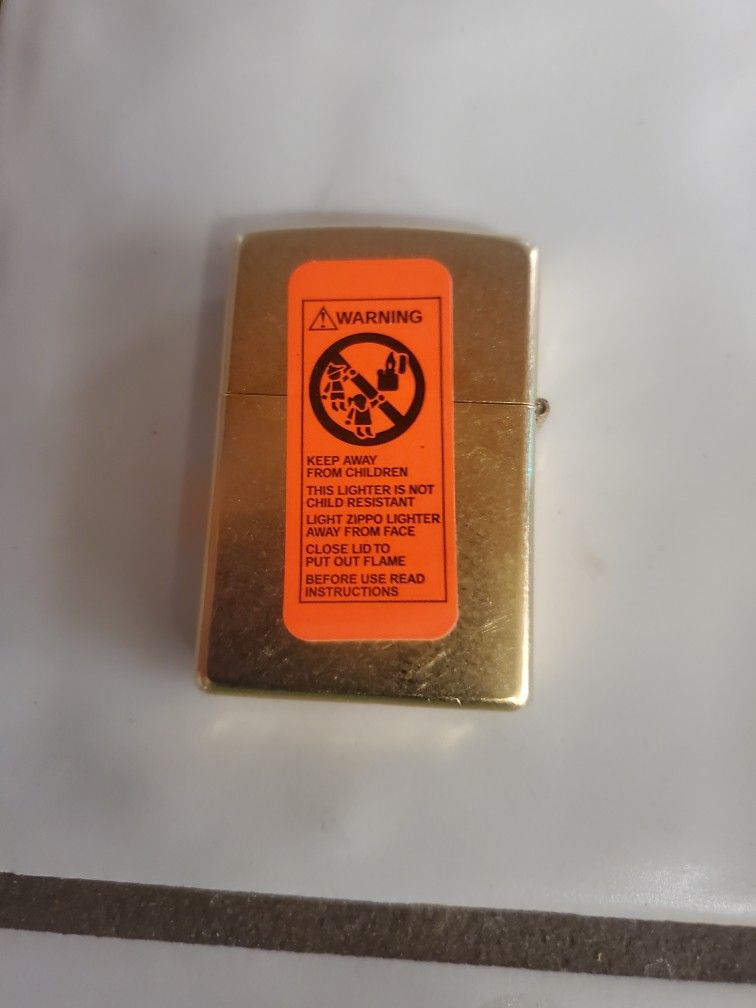 WARNING
KEEP AWAY
FROM CHILDREN
THIS LIGHTER IS NOT
CHILD RESISTANT
LIGHT ZIPPO LIGHTER
AWAY FROM FACE
CLOSE LID TO
PUT OUT FLAME
BEFORE USE READ
INSTRUCTIONS